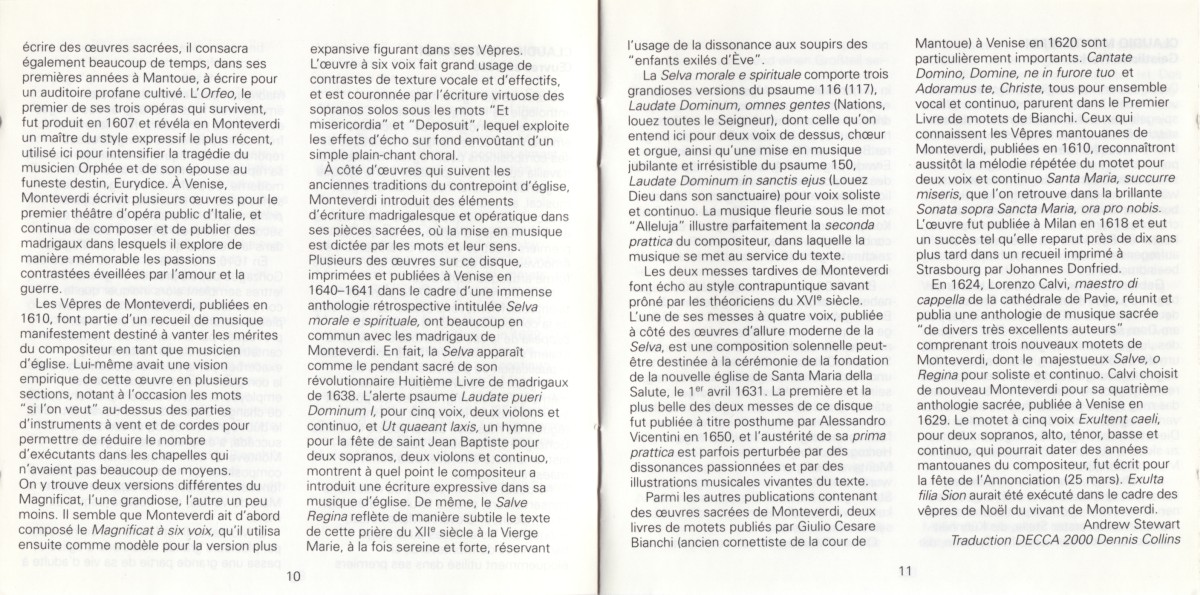 écrire des œuvres sacrées, il consacra
également beaucoup de temps, dans ses
premières années à Mantoue, à écrire pour
un auditoire profane cultivé. L'Orfeo, le
premier de ses trois opéras qui survivent,
fut produit en 1607 et révéla en Monteverdi
un maître du style expressif le plus récent,
utilisé ici pour intensifier la tragédie du
musicien Orphée et de son épouse au
funeste destin, Eurydice. À Venise,
Monteverdi écrivit plusieurs œuvres pour le
premier théâtre d'opéra public d'Italie, et
continua de composer et de publier des
madrigaux dans lesquels il explore de
manière mémorable les passions
contrastées éveillées par l'amour et la
guerre.
Les Vêpres de Monteverdi, publiées en
1610, font partie d'un recueil de musique
manifestement destiné à vanter les mérites
du compositeur en tant que musicien
d'église. Lui-même avait une vision
empirique de cette œuvre en plusieurs
sections, notant à l'occasion les mots
"si l'on veut" au-dessus des parties
d'instruments à vent et de cordes pour
permettre de réduire le nombre
d'exécutants dans les chapelles qui
n'avaient pas beaucoup de moyens.
On y trouve deux versions différentes du
Magnificat, l'une grandiose, l'autre un peu
moins. Il semble que Monteverdi ait d'abord
composé le Magnificat à six voix, qu'il utilisa
ensuite comme modèle pour la version plus
expansive figurant dans ses Vêpres.
L'œuvre à six voix fait grand usage de
contrastes de texture vocale et d'effectifs,
et est couronnée par l'écriture virtuose des
sopranos solos sous les mots "Et
misericordia" et "Deposuit", lequel exploite
les effets d'écho sur fond envoûtant d'un
simple plain-chant choral.
À côté d'œuvres qui suivent les
anciennes traditions du contrepoint d'église,
Monteverdi introduit des éléments
d'écriture madrigalesque et opératique dans
ses pièces sacrées, où la mise en musique
est dictée par les mots et leur sens.
Plusieurs des œuvres sur ce disque,
imprimées et publiées à Venise en
1640–1641 dans le cadre d'une immense
anthologie rétrospective intitulée Selva
morale e spirituale, ont beaucoup en
commun avec les madrigaux de
Monteverdi. En fait, la Selva apparaît
comme le pendant sacré de son
révolutionnaire Huitième Livre de madrigaux
de 1638. L'alerte psaume Laudate pueri
Dominum I, pour cinq voix, deux violons et
continuo, et Ut queant laxis, un hymne
pour la fête de saint Jean Baptiste pour
deux sopranos, deux violons et continuo,
montrent à quel point le compositeur a
introduit une écriture expressive dans sa
musique d'église. De même, le Salve
Regina reflète de manière subtile le texte
de cette prière du XIIe siècle à la Vierge
Marie, à la fois sereine et forte, réservant
10
l'usage de la dissonance aux soupirs des
"enfants exilés d'Ève".
La Selva morale e spirituale comporte trois
grandioses versions du psaume 116 (117),
Laudate Dominum, omnes gentes (Nations,
louez toutes le Seigneur), dont celle qu'on
entend ici pour deux voix de dessus, chœur
et orgue, ainsi qu'une mise en musique
jubilante et irrésistible du psaume 150,
Laudate Dominum in sanctis ejus (Louez
Dieu dans son sanctuaire) pour voix soliste
et continuo. La musique fleurie sous le mot
"Alleluja" illustre parfaitement la seconda
prattica du compositeur, dans laquelle la
musique se met au service du texte.
Les deux messes tardives de Monteverdi
font écho au style contrapuntique savant
prôné par les théoriciens du XVIe siècle.
L'une de ses messes à quatre voix, publiée
à côté des œuvres d'allure moderne de la
Selva, est une composition solennelle peut-
être destinée à la cérémonie de la fondation
de la nouvelle église de Santa Maria della
Salute, le 1er avril 1631. La première et la
plus belle des deux messes de ce disque
fut publiée à titre posthume par Alessandro
Vicentini en 1650, et l'austérité de sa prima
prattica est parfois perturbée par des
dissonances passionnées et par des
illustrations musicales vivantes du texte.
Parmi les autres publications contenant
des œuvres sacrées de Monteverdi, deux
livres de motets publiés par Giulio Cesare
Bianchi (ancien cornettiste de la cour de
Mantoue) à Venise en 1620 sont
particulièrement importants. Cantate
Domino, Domine, ne in furore tuo et
Adoramus te, Christe, tous pour ensemble
vocal et continuo, parurent dans le Premier
Livre de motets de Bianchi. Ceux qui
connaissent les Vêpres mantouanes de
Monteverdi, publiées en 1610, reconnaîtront
aussitôt la mélodie répétée du motet pour
deux voix et continuo Santa Maria, succurre
miseris, que l'on retrouve dans la brillante
Sonata sopra Sancta Maria, ora pro nobis.
L'œuvre fut publiée à Milan en 1618 et eut
un succès tel qu'elle reparut près de dix ans
plus tard dans un recueil imprimé à
Strasbourg par Johannes Donfried.
En 1624, Lorenzo Calvi, maestro di
cappella de la cathédrale de Pavie, réunit et
publia une anthologie de musique sacrée
"de divers très excellents auteurs"
comprenant trois nouveaux motets de
Monteverdi, dont le majestueux Salve, o
Regina pour soliste et continuo. Calvi choisit
de nouveau Monteverdi pour sa quatrième
anthologie sacrée, publiée à Venise en
1629. Le motet à cinq voix Exultent caeli,
pour deux sopranos, alto, ténor, basse et
continuo, qui pourrait dater des années
mantouanes du compositeur, fut écrit pour
la fête de l'Annonciation (25 mars). Exulta
filia Sion aurait été exécuté dans le cadre des
vêpres de Noël du vivant de Monteverdi.
Andrew Stewart
Traduction DECCA 2000 Dennis Collins
11